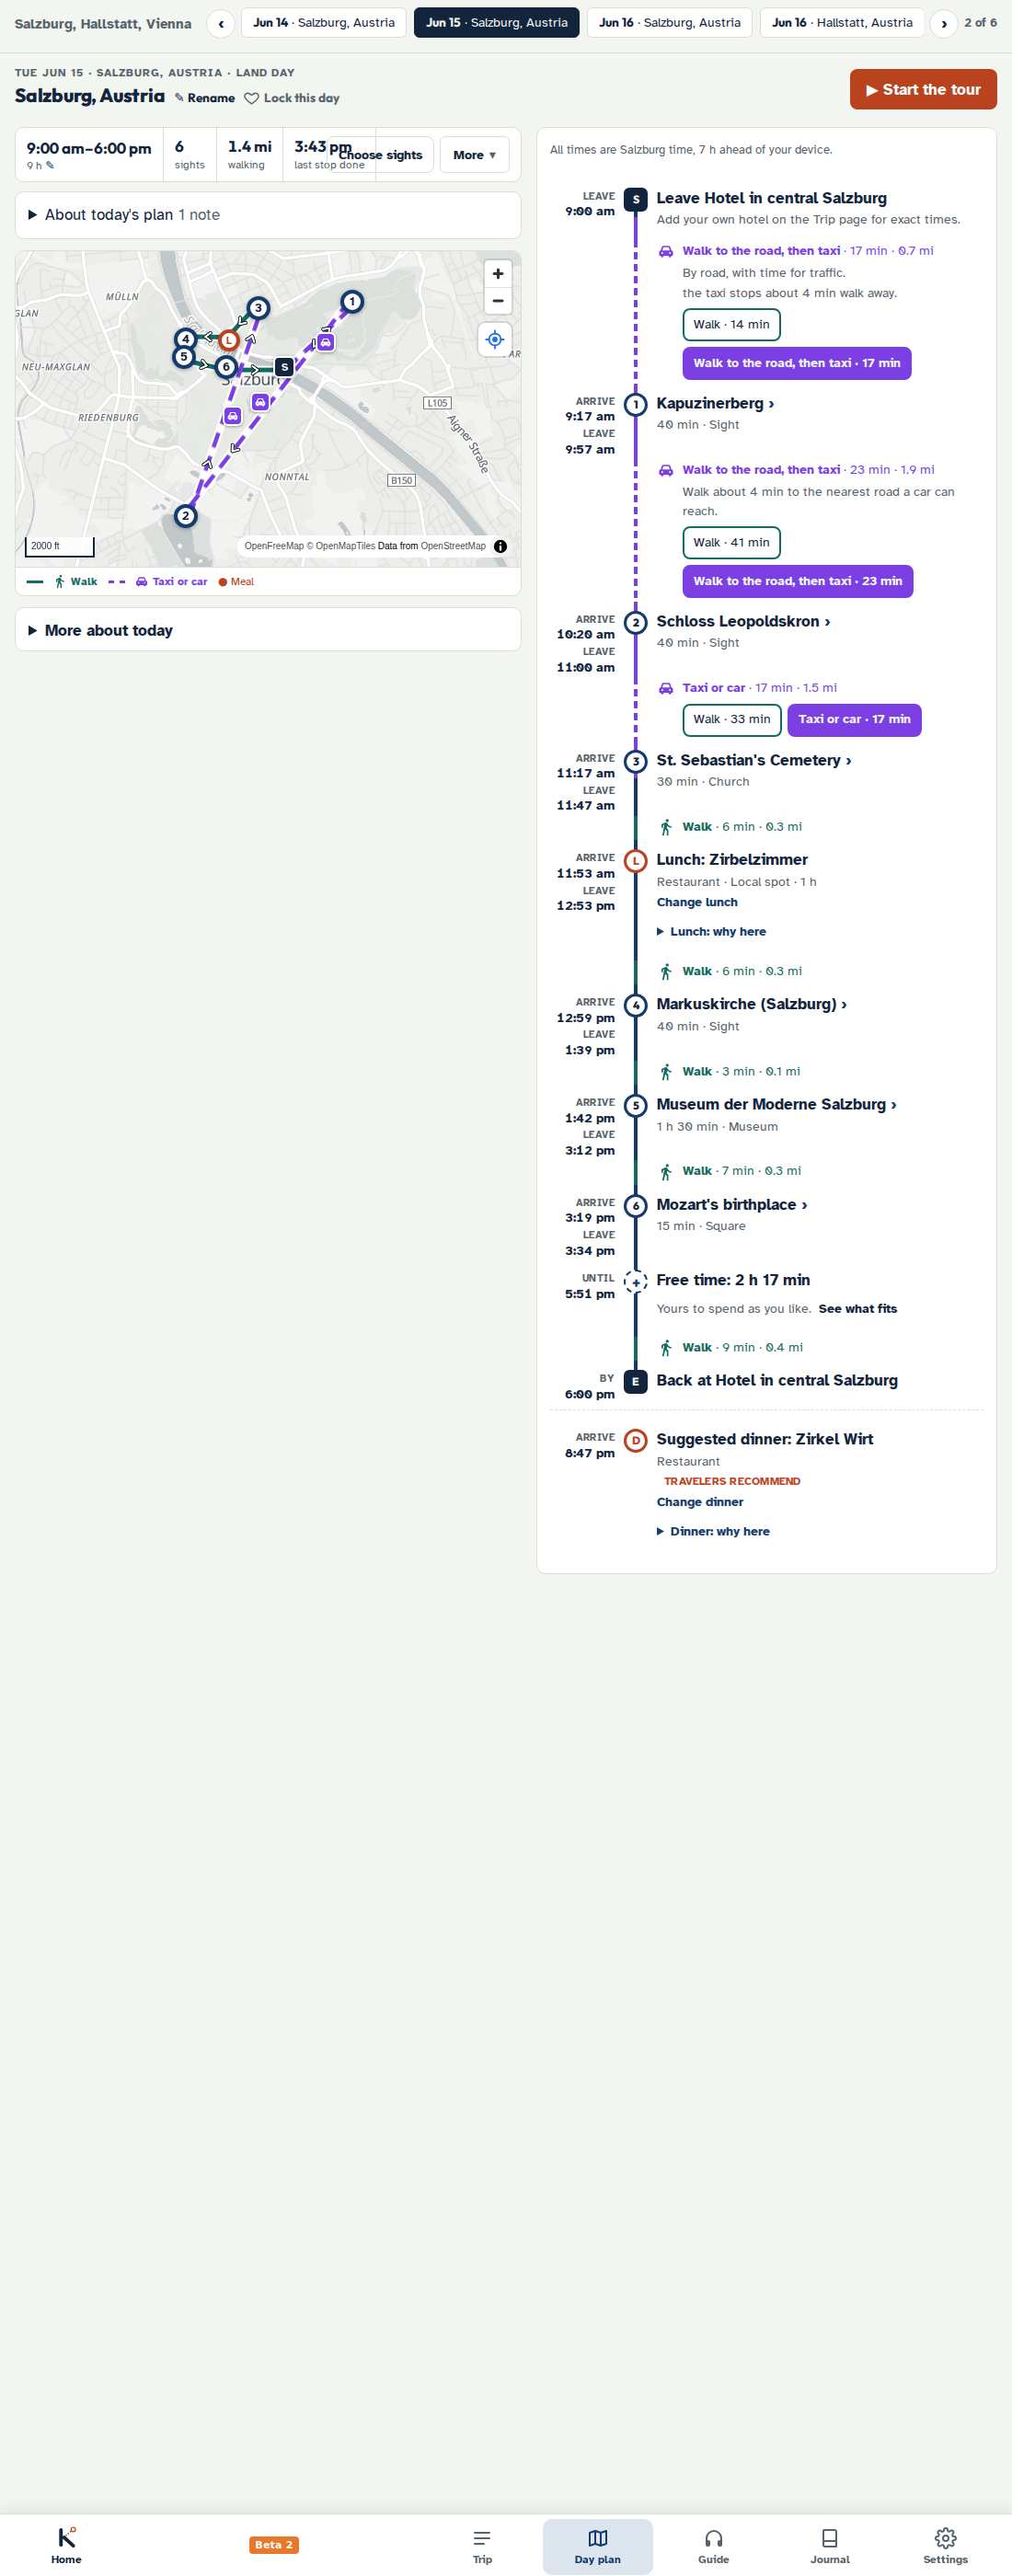 Salzburg, Hallstatt, Vienna
‹
Jun 14 · Salzburg, Austria
Jun 15 · Salzburg, Austria
Jun 16 · Salzburg, Austria
Jun 16 · Hallstatt, Austria
›
2 of 6
TUE JUN 15 · SALZBURG, AUSTRIA · LAND DAY
Salzburg, Austria ✎ Rename Lock this day
▶ Start the tour
9:00 am–6:00 pm
9 h ✎
6
sights
1.4 mi
walking
3:43 pm
last stop done
Choose sights
More ▾
▶ About today's plan 1 note
MÜLLN
GLAN
NEU-MAXGLAN
RIEDENBURG
NONNTAL
L105
B150
Aigner Straße
1
2
3
4
5
6
L
S
+
−
2000 ft
OpenFreeMap © OpenMapTiles Data from OpenStreetMap
Walk
Taxi or car
Meal
▶ More about today
All times are Salzburg time, 7 h ahead of your device.
LEAVE
9:00 am
S
Leave Hotel in central Salzburg
Add your own hotel on the Trip page for exact times.
Walk to the road, then taxi · 17 min · 0.7 mi
By road, with time for traffic.
the taxi stops about 4 min walk away.
Walk · 14 min
Walk to the road, then taxi · 17 min
ARRIVE
9:17 am
LEAVE
9:57 am
1
Kapuzinerberg ›
40 min · Sight
Walk to the road, then taxi · 23 min · 1.9 mi
Walk about 4 min to the nearest road a car can
reach.
Walk · 41 min
Walk to the road, then taxi · 23 min
ARRIVE
10:20 am
LEAVE
11:00 am
2
Schloss Leopoldskron ›
40 min · Sight
Taxi or car · 17 min · 1.5 mi
Walk · 33 min
Taxi or car · 17 min
ARRIVE
11:17 am
LEAVE
11:47 am
3
St. Sebastian's Cemetery ›
30 min · Church
Walk · 6 min · 0.3 mi
ARRIVE
11:53 am
LEAVE
12:53 pm
L
Lunch: Zirbelzimmer
Restaurant · Local spot · 1 h
Change lunch
▶ Lunch: why here
Walk · 6 min · 0.3 mi
ARRIVE
12:59 pm
LEAVE
1:39 pm
4
Markuskirche (Salzburg) ›
40 min · Sight
Walk · 3 min · 0.1 mi
ARRIVE
1:42 pm
LEAVE
3:12 pm
5
Museum der Moderne Salzburg ›
1 h 30 min · Museum
Walk · 7 min · 0.3 mi
ARRIVE
3:19 pm
LEAVE
3:34 pm
6
Mozart's birthplace ›
15 min · Square
UNTIL
5:51 pm
+
Free time: 2 h 17 min
Yours to spend as you like. See what fits
Walk · 9 min · 0.4 mi
BY
6:00 pm
E
Back at Hotel in central Salzburg
ARRIVE
8:47 pm
D
Suggested dinner: Zirkel Wirt
Restaurant
TRAVELERS RECOMMEND
Change dinner
▶ Dinner: why here
Home
Beta 2
Trip
Day plan
Guide
Journal
Settings